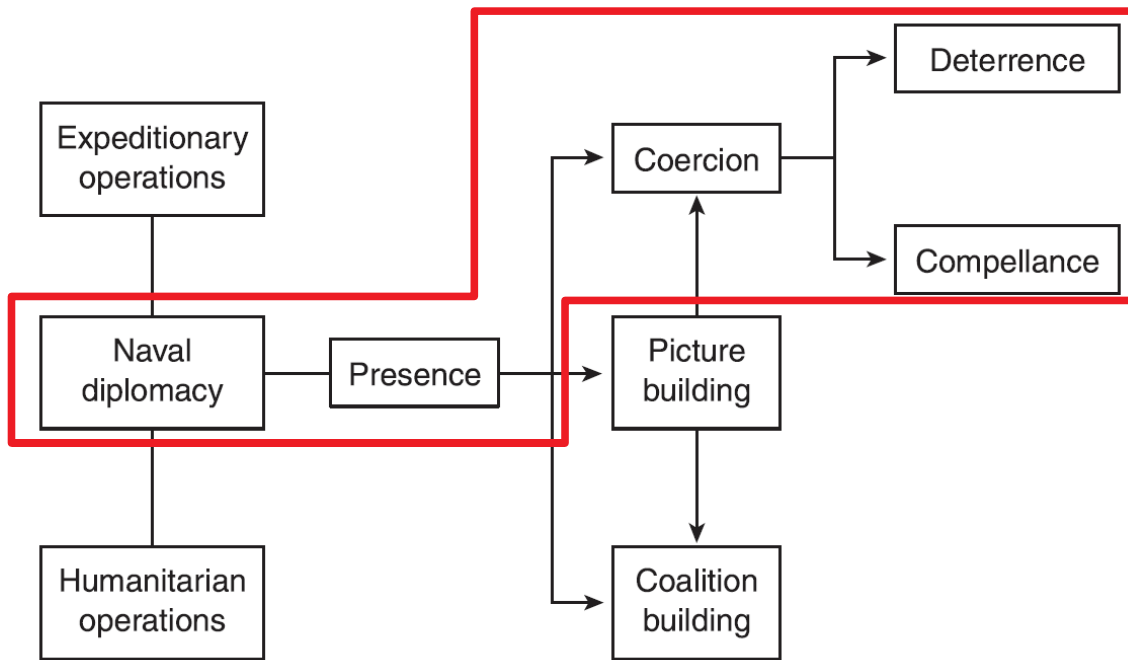 Deterrence
Expeditionary
operations
Coercion
Compellance
Naval
diplomacy
Presence
Picture
building
Humanitarian
operations
Coalition
building